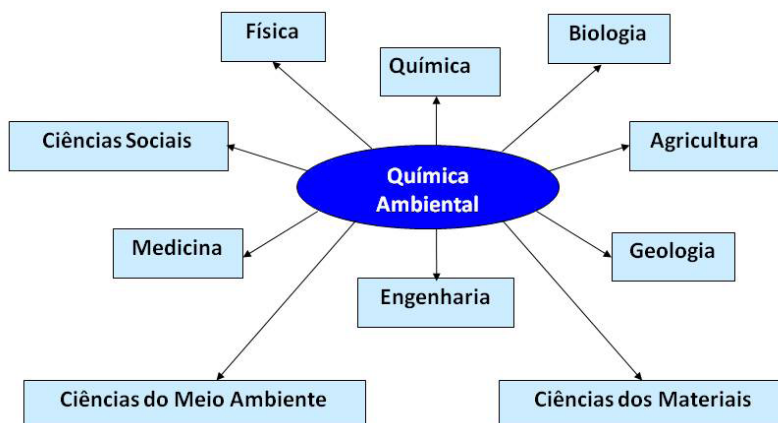 Física
Química
Biologia
Ciências Sociais
Química
Ambiental
Agricultura
Medicina
Geologia
Engenharia
Ciências do Meio Ambiente
Ciências dos Materiais